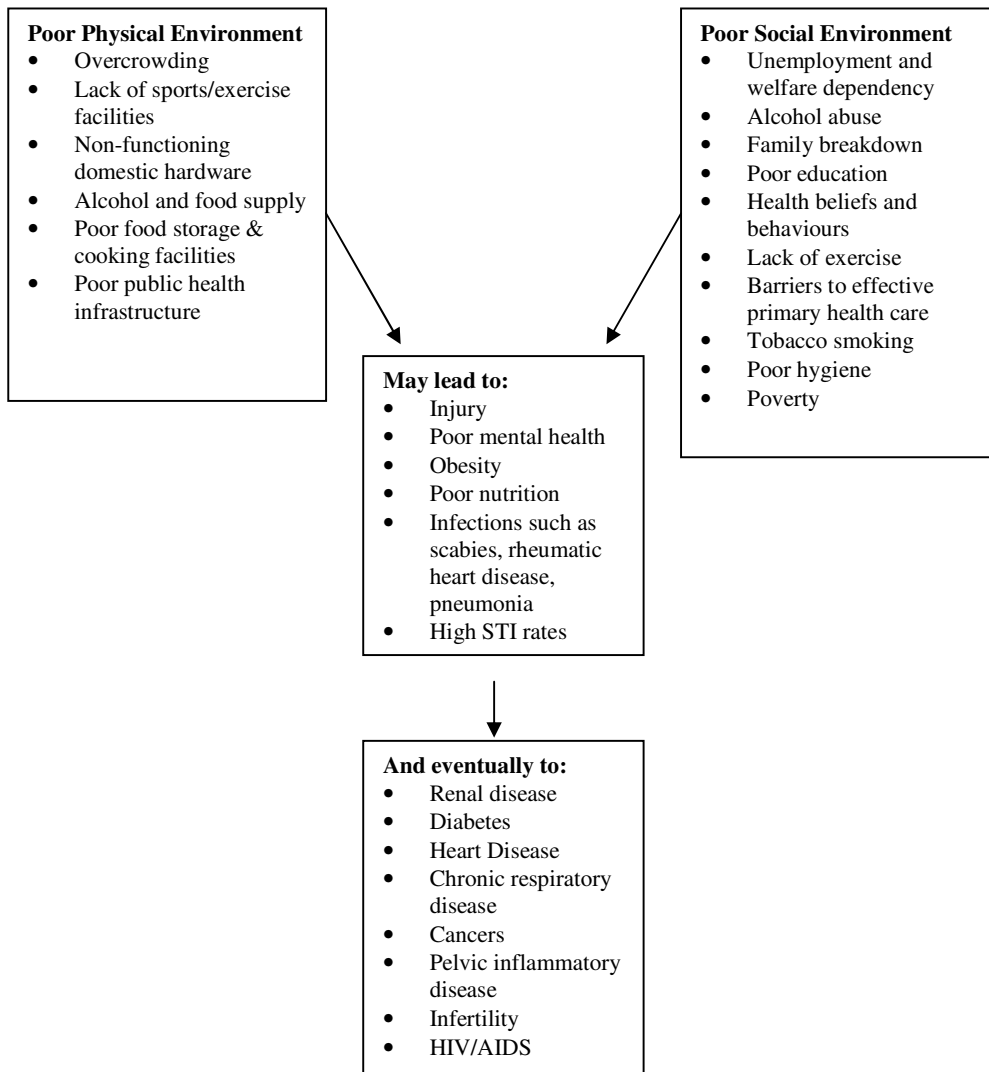 Poor Physical Environment
• Overcrowding
• Lack of sports/exercise
facilities
• Non-functioning
domestic hardware
• Alcohol and food supply
• Poor food storage &
cooking facilities
• Poor public health
infrastructure
Poor Social Environment
• Unemployment and
welfare dependency
• Alcohol abuse
• Family breakdown
• Poor education
• Health beliefs and
behaviours
• Lack of exercise
• Barriers to effective
primary health care
• Tobacco smoking
• Poor hygiene
• Poverty
May lead to:
• Injury
• Poor mental health
• Obesity
• Poor nutrition
• Infections such as
scabies, rheumatic
heart disease,
pneumonia
• High STI rates
And eventually to:
• Renal disease
• Diabetes
• Heart Disease
• Chronic respiratory
disease
• Cancers
• Pelvic inflammatory
disease
• Infertility
• HIV/AIDS